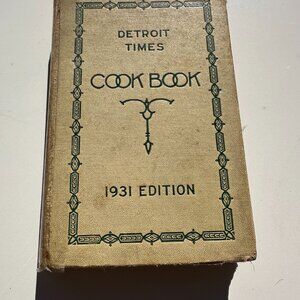 DETROIT
TIMES
COOK BOOK
1931 EDITION